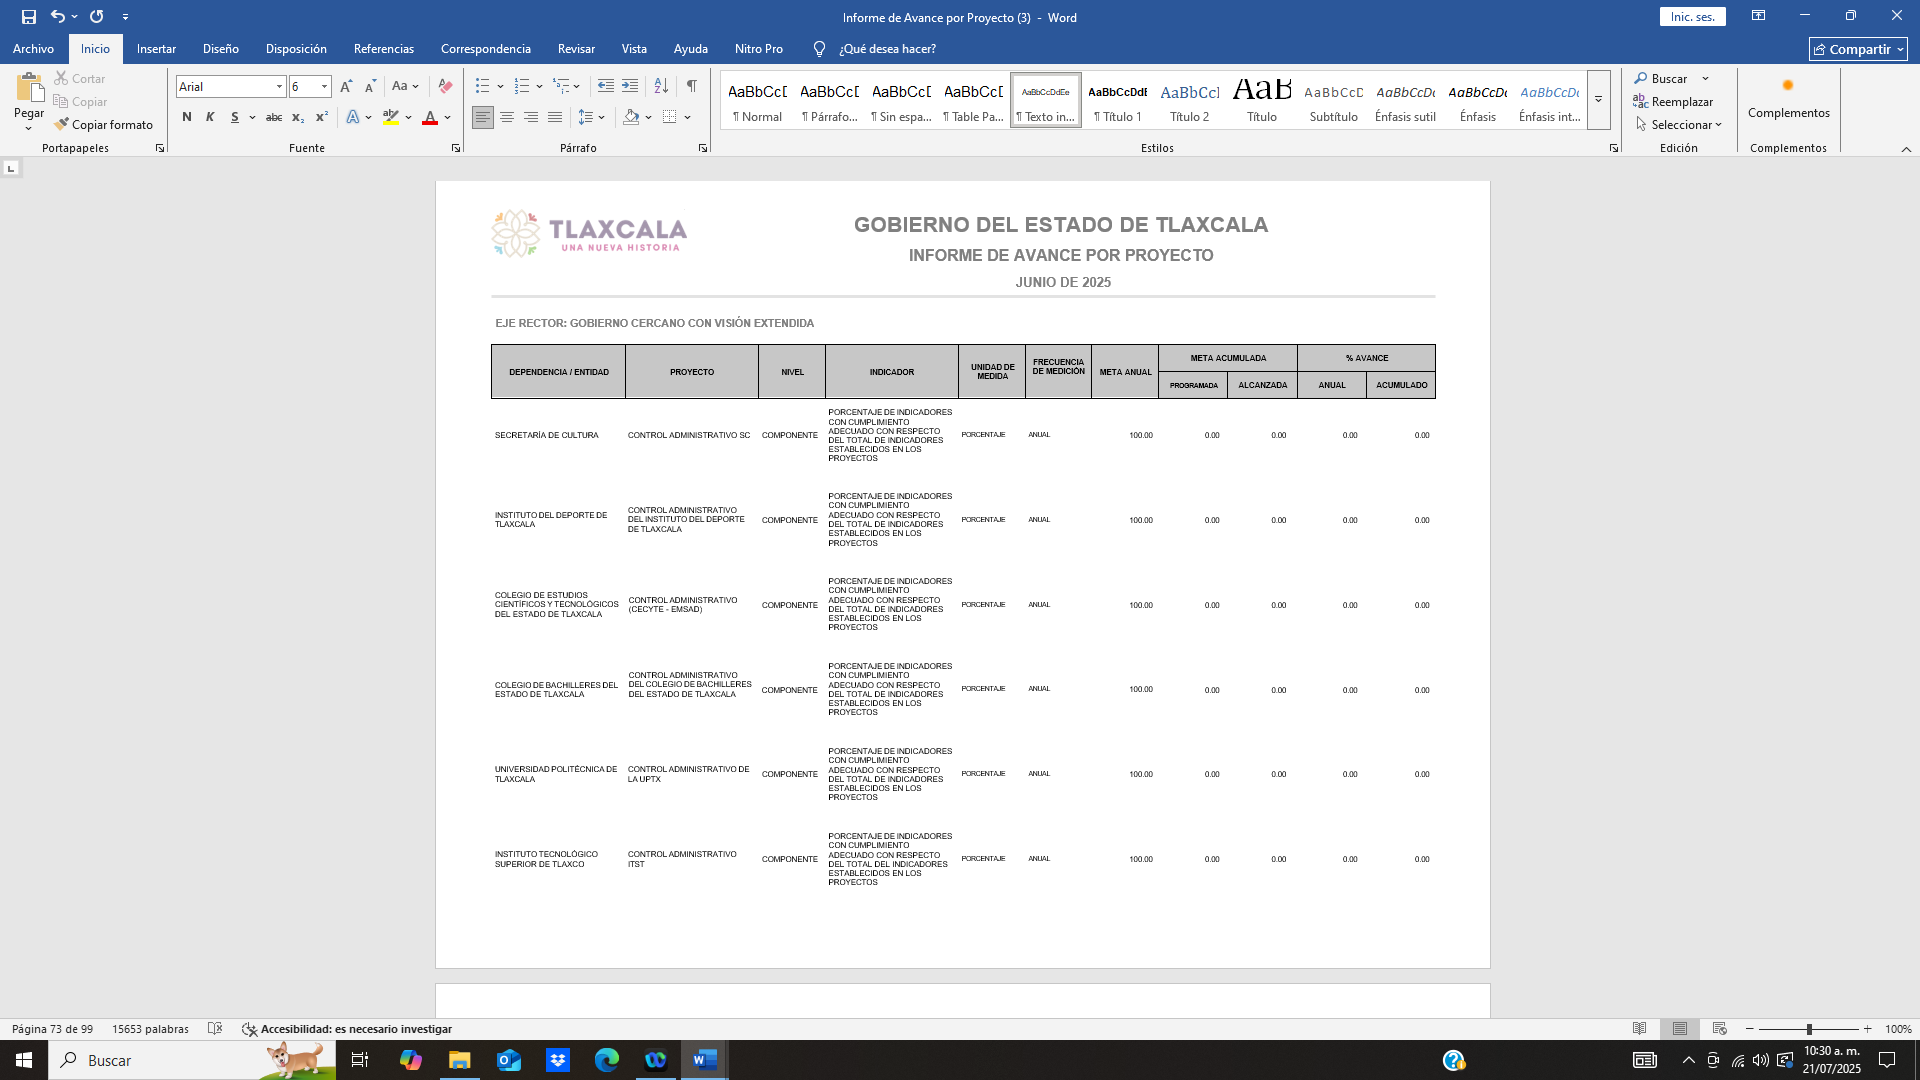 Informe de Avance por Proyecto (3) - Word
Inic. ses.
Archivo Inicio Insertar Diseño Disposición Referencias Correspondencia Revisar Vista Ayuda Nitro Pro ¿Qué desea hacer? Compartir
Pegar
Cortar
Copiar
Copiar formato
Portapapeles
Arial 6
N K S abc x₂ x²
Fuente
Párrafo
AaBbCcDdEe
¶ Normal ¶ Párrafo... ¶ Sin espa... ¶ Table Pa... ¶ Texto in... ¶ Título 1 Título 2 Título Subtítulo Énfasis sutil Énfasis Énfasis int...
Estilos
Buscar
Reemplazar
Seleccionar
Edición
Complementos
Complementos
TLAXCALA
UNA NUEVA HISTORIA
GOBIERNO DEL ESTADO DE TLAXCALA
INFORME DE AVANCE POR PROYECTO
JUNIO DE 2025
EJE RECTOR: GOBIERNO CERCANO CON VISIÓN EXTENDIDA
DEPENDENCIA / ENTIDAD
PROYECTO
NIVEL
INDICADOR
UNIDAD DE
MEDIDA
FRECUENCIA
DE MEDICIÓN
META ANUAL
META ACUMULADA
PROGRAMADA ALCANZADA
% AVANCE
ANUAL ACUMULADO
SECRETARÍA DE CULTURA
CONTROL ADMINISTRATIVO SC
COMPONENTE
PORCENTAJE DE INDICADORES
CON CUMPLIMIENTO
ADECUADO CON RESPECTO
DEL TOTAL DE INDICADORES
ESTABLECIDOS EN LOS
PROYECTOS
PORCENTAJE ANUAL 100.00 0.00 0.00 0.00 0.00
INSTITUTO DEL DEPORTE DE
TLAXCALA
CONTROL ADMINISTRATIVO
DEL INSTITUTO DEL DEPORTE
DE TLAXCALA
COMPONENTE
PORCENTAJE DE INDICADORES
CON CUMPLIMIENTO
ADECUADO CON RESPECTO
DEL TOTAL DE INDICADORES
ESTABLECIDOS EN LOS
PROYECTOS
PORCENTAJE ANUAL 100.00 0.00 0.00 0.00 0.00
COLEGIO DE ESTUDIOS
CIENTÍFICOS Y TECNOLÓGICOS
DEL ESTADO DE TLAXCALA
CONTROL ADMINISTRATIVO
(CECYTE - EMSAD)
COMPONENTE
PORCENTAJE DE INDICADORES
CON CUMPLIMIENTO
ADECUADO CON RESPECTO
DEL TOTAL DE INDICADORES
ESTABLECIDOS EN LOS
PROYECTOS
PORCENTAJE ANUAL 100.00 0.00 0.00 0.00 0.00
COLEGIO DE BACHILLERES DEL
ESTADO DE TLAXCALA
CONTROL ADMINISTRATIVO
DEL COLEGIO DE BACHILLERES
DEL ESTADO DE TLAXCALA
COMPONENTE
PORCENTAJE DE INDICADORES
CON CUMPLIMIENTO
ADECUADO CON RESPECTO
DEL TOTAL DE INDICADORES
ESTABLECIDOS EN LOS
PROYECTOS
PORCENTAJE ANUAL 100.00 0.00 0.00 0.00 0.00
UNIVERSIDAD POLITÉCNICA DE
TLAXCALA
CONTROL ADMINISTRATIVO DE
LA UPTX
COMPONENTE
PORCENTAJE DE INDICADORES
CON CUMPLIMIENTO
ADECUADO CON RESPECTO
DEL TOTAL DE INDICADORES
ESTABLECIDOS EN LOS
PROYECTOS
PORCENTAJE ANUAL 100.00 0.00 0.00 0.00 0.00
INSTITUTO TECNOLÓGICO
SUPERIOR DE TLAXCO
CONTROL ADMINISTRATIVO
ITST
COMPONENTE
PORCENTAJE DE INDICADORES
CON CUMPLIMIENTO
ADECUADO CON RESPECTO
DEL TOTAL DEL INDICADORES
ESTABLECIDOS EN LOS
PROYECTOS
PORCENTAJE ANUAL 100.00 0.00 0.00 0.00 0.00
Página 73 de 99 15653 palabras Accesibilidad: es necesario investigar 100%
Buscar
10:30 a. m.
21/07/2025